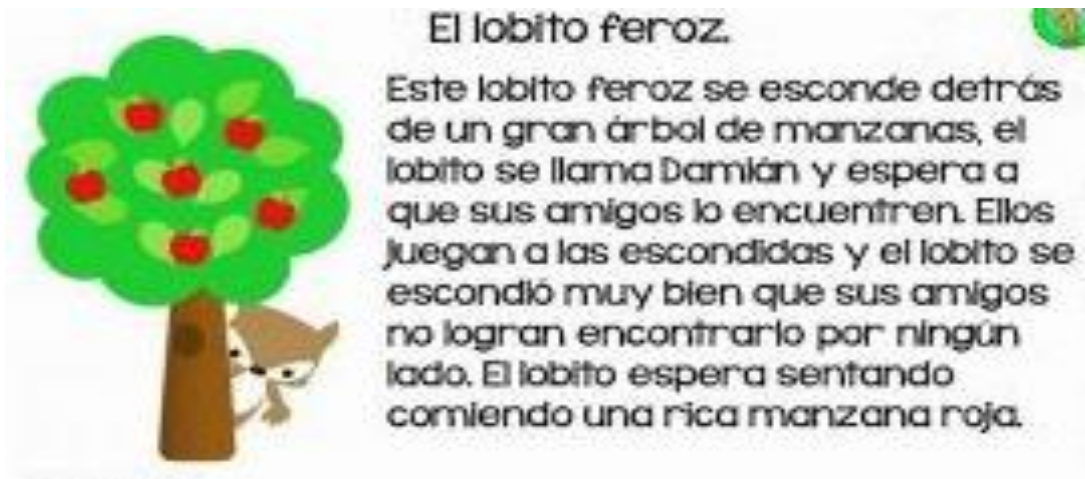 El lobito feroz.
Este lobito feroz se esconde detrás
de un gran árbol de manzanas, el
lobito se llama Damián y espera a
que sus amigos lo encuentren. Ellos
juegan a las escondidas y el lobito se
escondió muy bien que sus amigos
no logran encontrarlo por ningún
lado. El lobito espera sentando
comiendo una rica manzana roja.